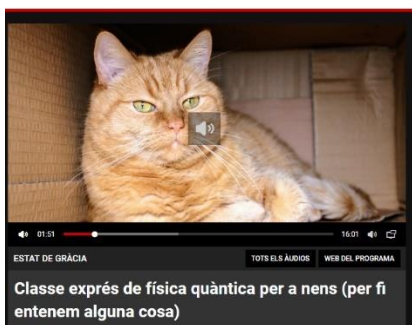 01:51 16:01
ESTAT DE GRÀCIA TOTS ELS ÀUDIOS WEB DEL PROGRAMA
Classe exprés de física quàntica per a nens (per fi
entenem alguna cosa)